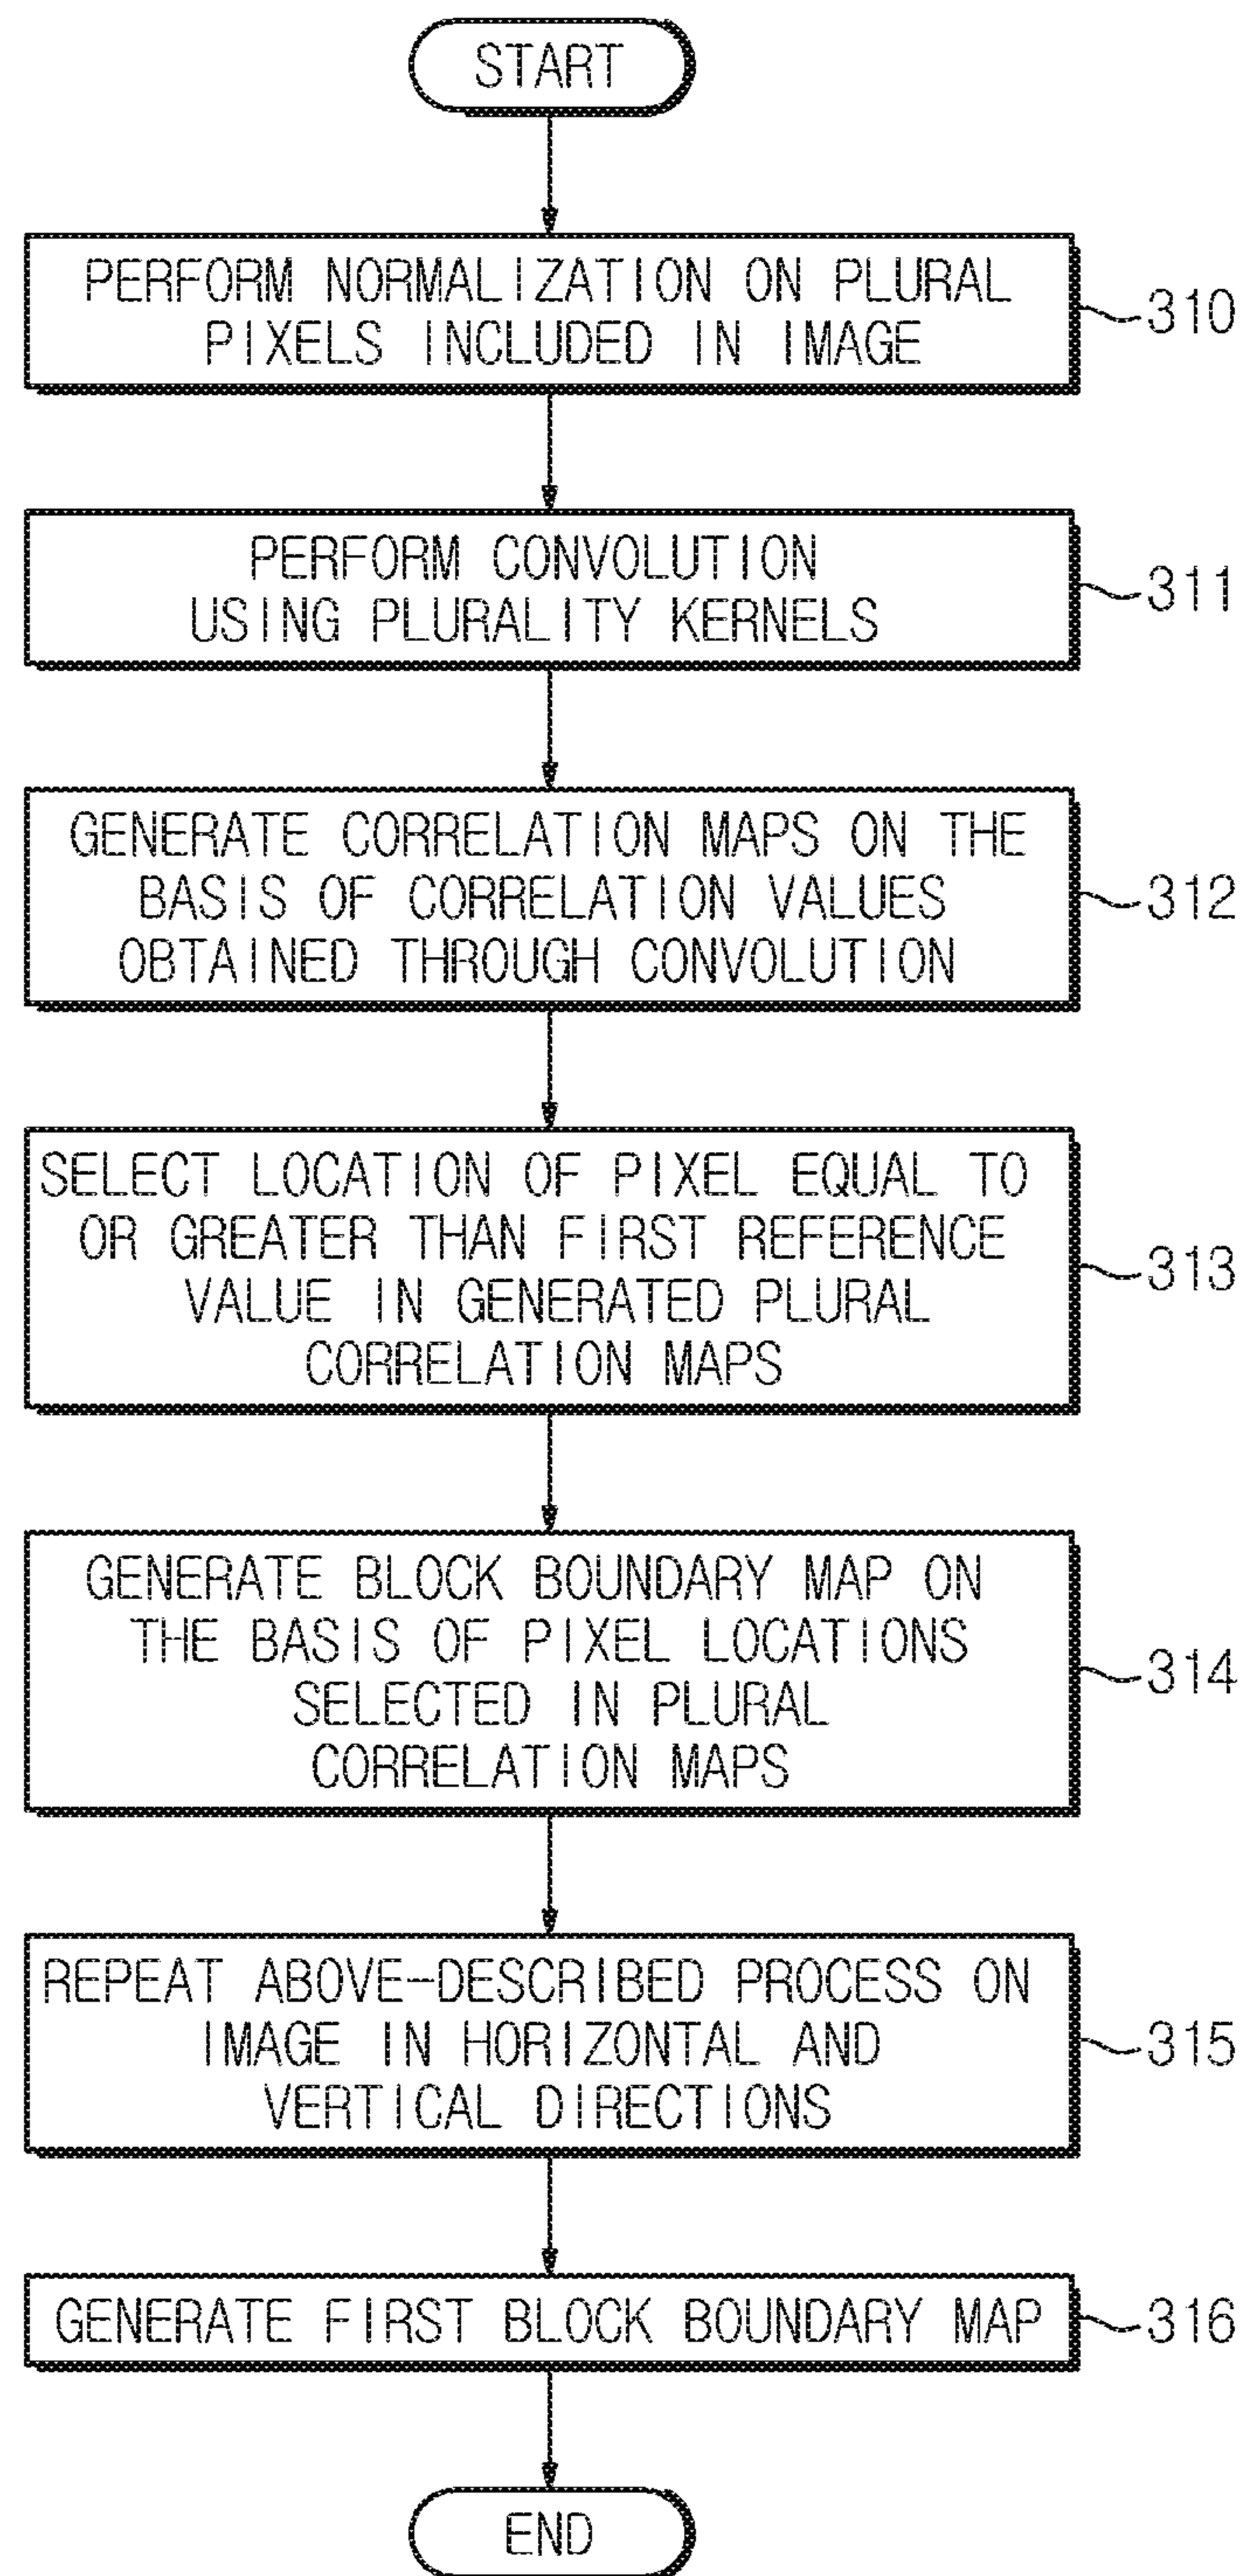 START
PERFORM NORMALIZATION ON PLURAL
PIXELS INCLUDED IN IMAGE
310
PERFORM CONVOLUTION
USING PLURALITY KERNELS
311
GENERATE CORRELATION MAPS ON THE
BASIS OF CORRELATION VALUES
OBTAINED THROUGH CONVOLUTION
312
SELECT LOCATION OF PIXEL EQUAL TO
OR GREATER THAN FIRST REFERENCE
VALUE IN GENERATED PLURAL
CORRELATION MAPS
313
GENERATE BLOCK BOUNDARY MAP ON
THE BASIS OF PIXEL LOCATIONS
SELECTED IN PLURAL
CORRELATION MAPS
314
REPEAT ABOVE-DESCRIBED PROCESS ON
IMAGE IN HORIZONTAL AND
VERTICAL DIRECTIONS
315
GENERATE FIRST BLOCK BOUNDARY MAP
316
END